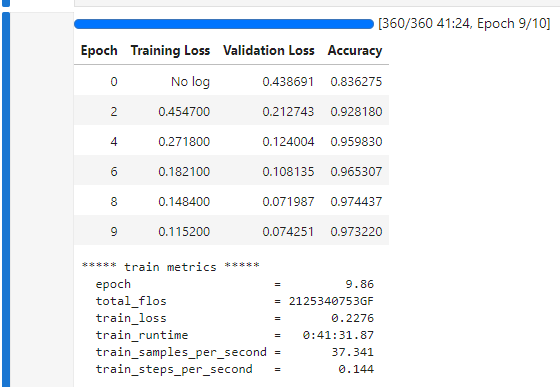 [360/360 41:24, Epoch 9/10]
Epoch Training Loss Validation Loss Accuracy
0 No log 0.438691 0.836275
2 0.454700 0.212743 0.928180
4 0.271800 0.124004 0.959830
6 0.182100 0.108135 0.965307
8 0.148400 0.071987 0.974437
9 0.115200 0.074251 0.973220
***** train metrics *****
epoch = 9.86
total_flos = 2125340753GF
train_loss = 0.2276
train_runtime = 0:41:31.87
train_samples_per_second = 37.341
train_steps_per_second = 0.144